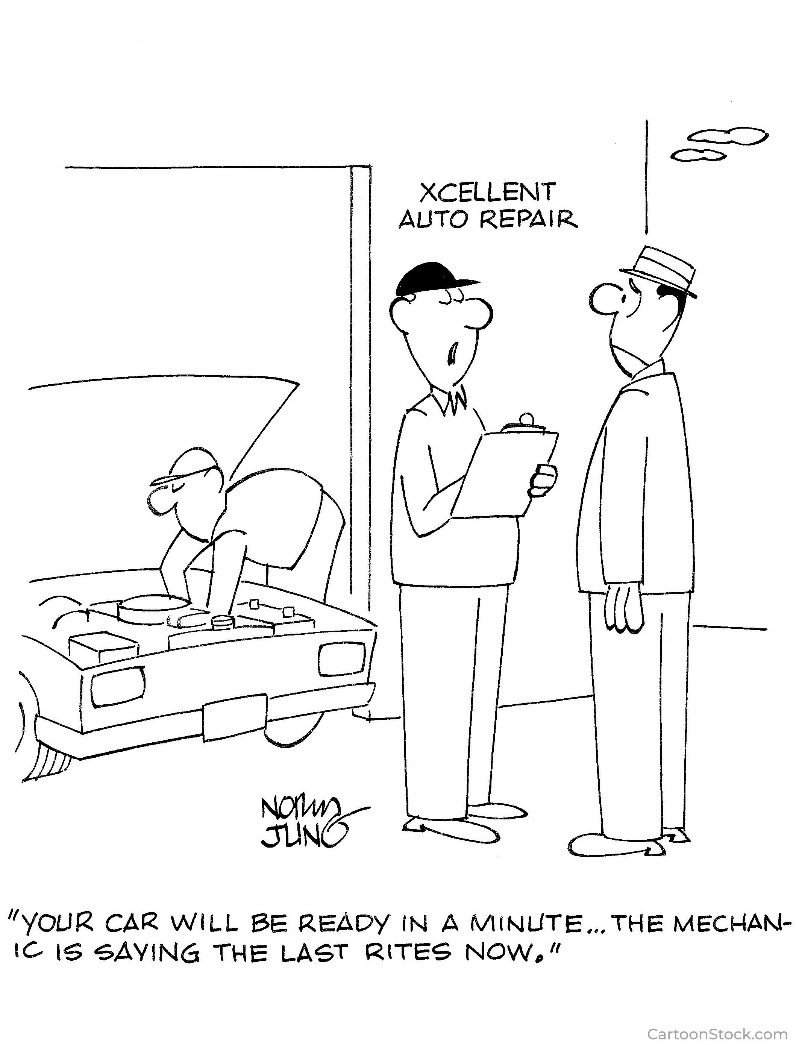 XCELLENT
AUTO REPAIR
NORM
JUNG
"YOUR CAR WILL BE READY IN A MINUTE... THE MECHAN-
IC IS SAYING THE LAST RITES NOW."
CartoonStock.com